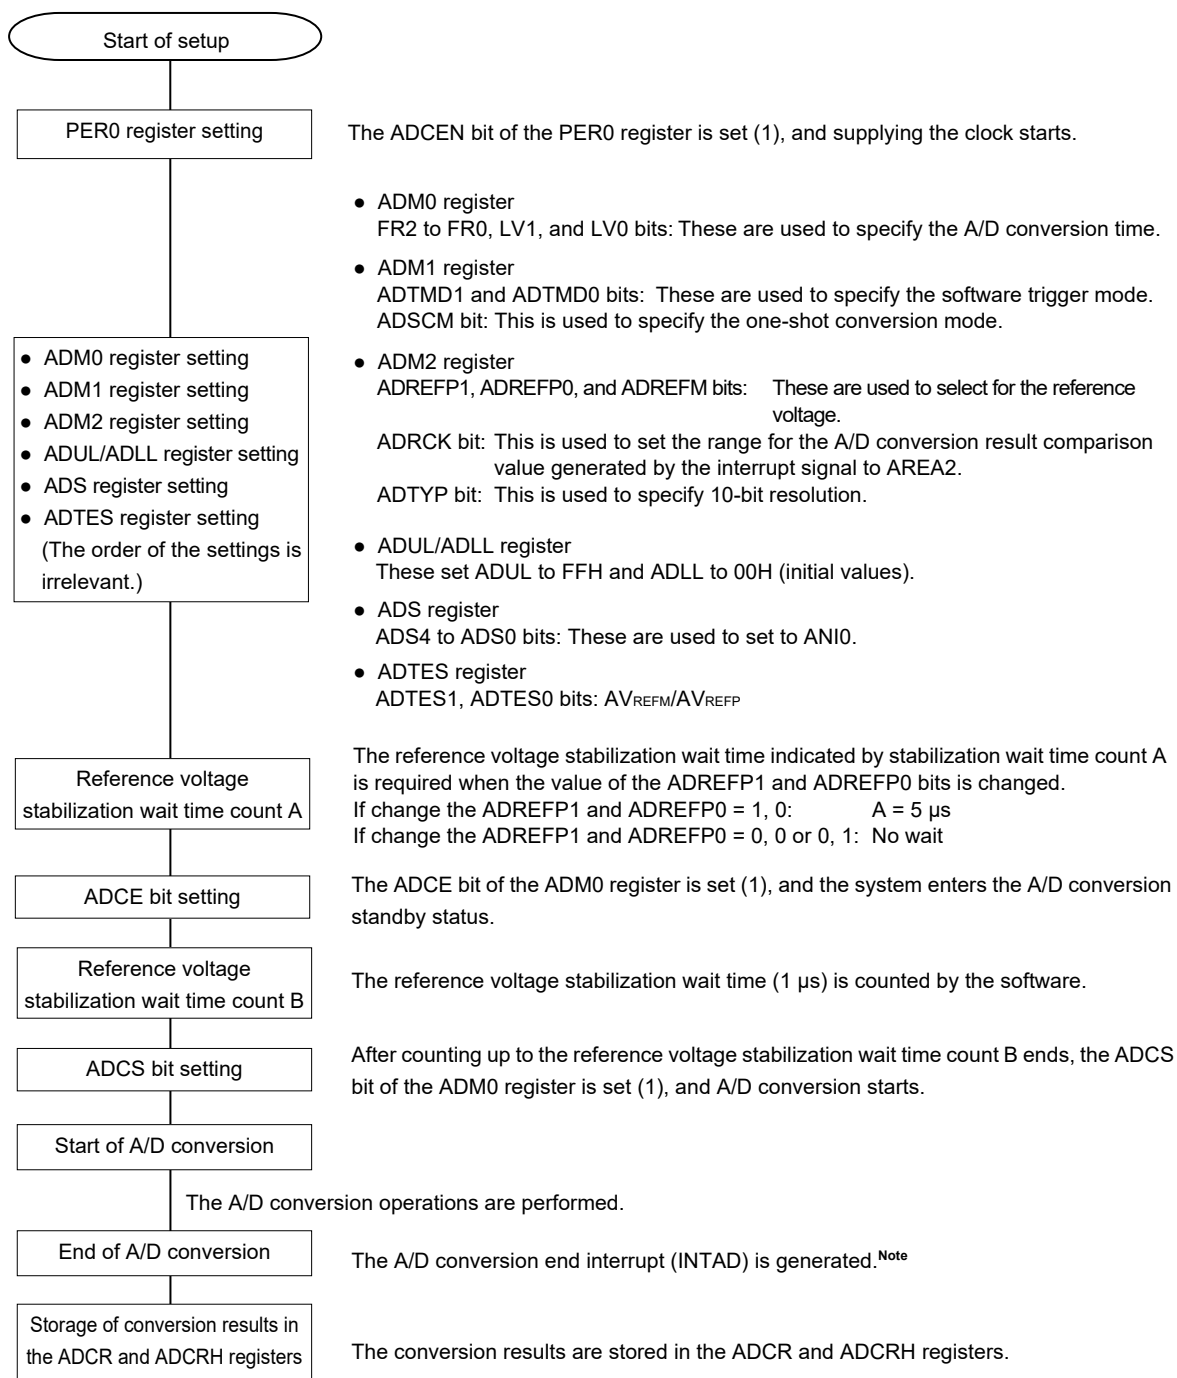 Start of setup
PER0 register setting
The ADCEN bit of the PER0 register is set (1), and supplying the clock starts.
● ADM0 register
FR2 to FR0, LV1, and LV0 bits: These are used to specify the A/D conversion time.
● ADM1 register
ADTMD1 and ADTMD0 bits: These are used to specify the software trigger mode.
ADSCM bit: This is used to specify the one-shot conversion mode.
● ADM0 register setting
● ADM1 register setting
● ADM2 register setting
● ADUL/ADLL register setting
● ADS register setting
● ADTES register setting
(The order of the settings is
irrelevant.)
● ADM2 register
ADREFP1, ADREFP0, and ADREFM bits: These are used to select for the reference
voltage.
ADRCK bit: This is used to set the range for the A/D conversion result comparison
value generated by the interrupt signal to AREA2.
ADTYP bit: This is used to specify 10-bit resolution.
● ADUL/ADLL register
These set ADUL to FFH and ADLL to 00H (initial values).
● ADS register
ADS4 to ADS0 bits: These are used to set to ANI0.
● ADTES register
ADTES1, ADTES0 bits: AVREFM/AVREFP
Reference voltage
stabilization wait time count A
The reference voltage stabilization wait time indicated by stabilization wait time count A
is required when the value of the ADREFP1 and ADREFP0 bits is changed.
If change the ADREFP1 and ADREFP0 = 1, 0: A = 5 µs
If change the ADREFP1 and ADREFP0 = 0, 0 or 0, 1: No wait
ADCE bit setting
The ADCE bit of the ADM0 register is set (1), and the system enters the A/D conversion
standby status.
Reference voltage
stabilization wait time count B
The reference voltage stabilization wait time (1 µs) is counted by the software.
ADCS bit setting
After counting up to the reference voltage stabilization wait time count B ends, the ADCS
bit of the ADM0 register is set (1), and A/D conversion starts.
Start of A/D conversion
The A/D conversion operations are performed.
End of A/D conversion
The A/D conversion end interrupt (INTAD) is generated.Note
Storage of conversion results in
the ADCR and ADCRH registers
The conversion results are stored in the ADCR and ADCRH registers.